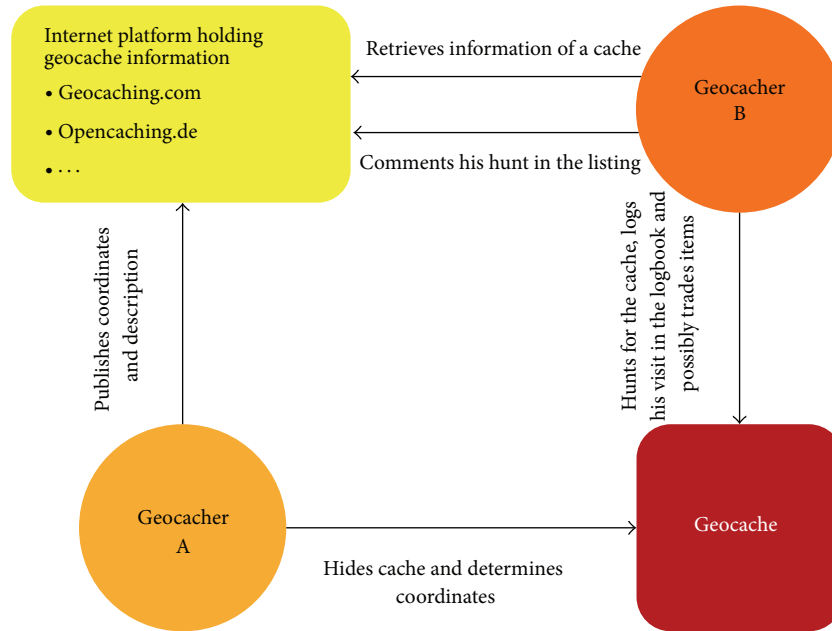 Internet platform holding
geocache information
• Geocaching.com
• Opencaching.de
• ...
Retrieves information of a cache
Comments his hunt in the listing
Geocacher
B
Publishes coordinates
and description
Hunts for the cache, logs
his visit in the logbook and
possibly trades items
Geocacher
A
Hides cache and determines
coordinates
Geocache